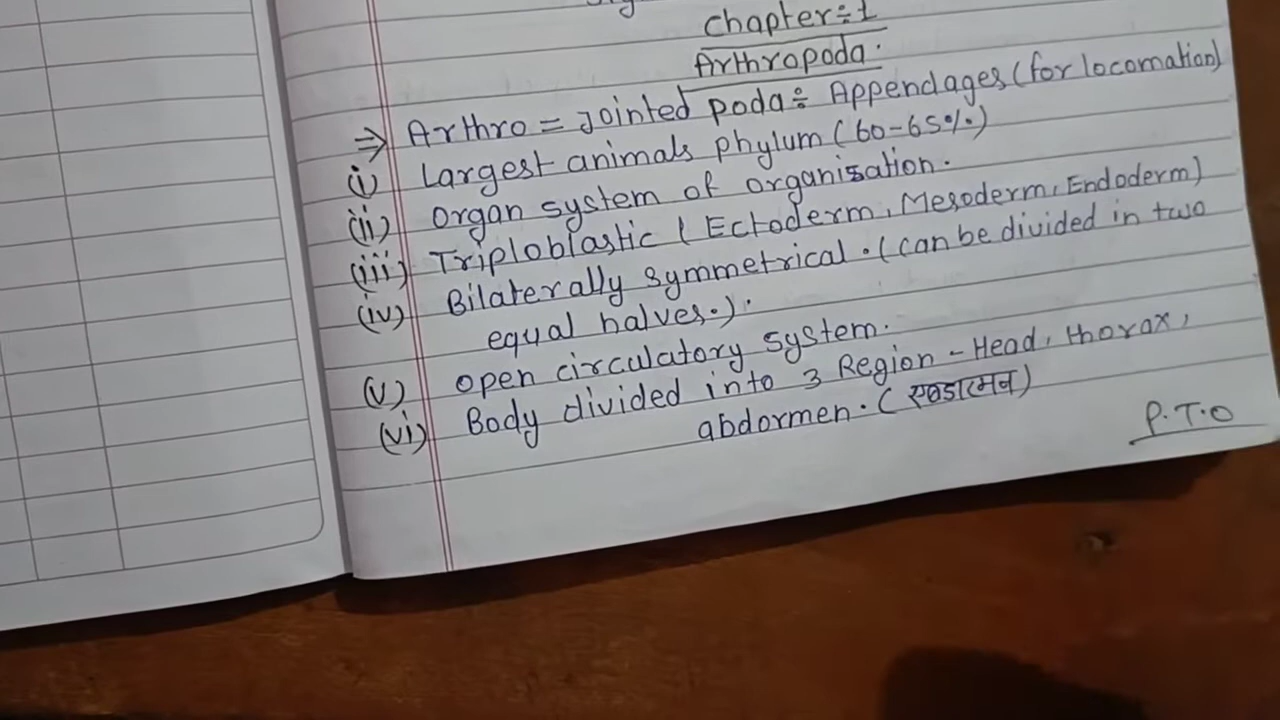 Chapter÷1
Arthropoda.
⇒ Arthro = Jointed poda÷ Appendages (for locomation)
(i) Largest animals phylum (60-65%)
(ii) Organ system of organisation.
(iii) Triploblastic (Ectoderm, Mesoderm, Endoderm)
(iv) Bilaterally symmetrical. (can be divided in two
equal halves.).
(v) open circulatory system.
(vi) Body divided into 3 Region - Head, thorax,
abdormen. (
P.T.O